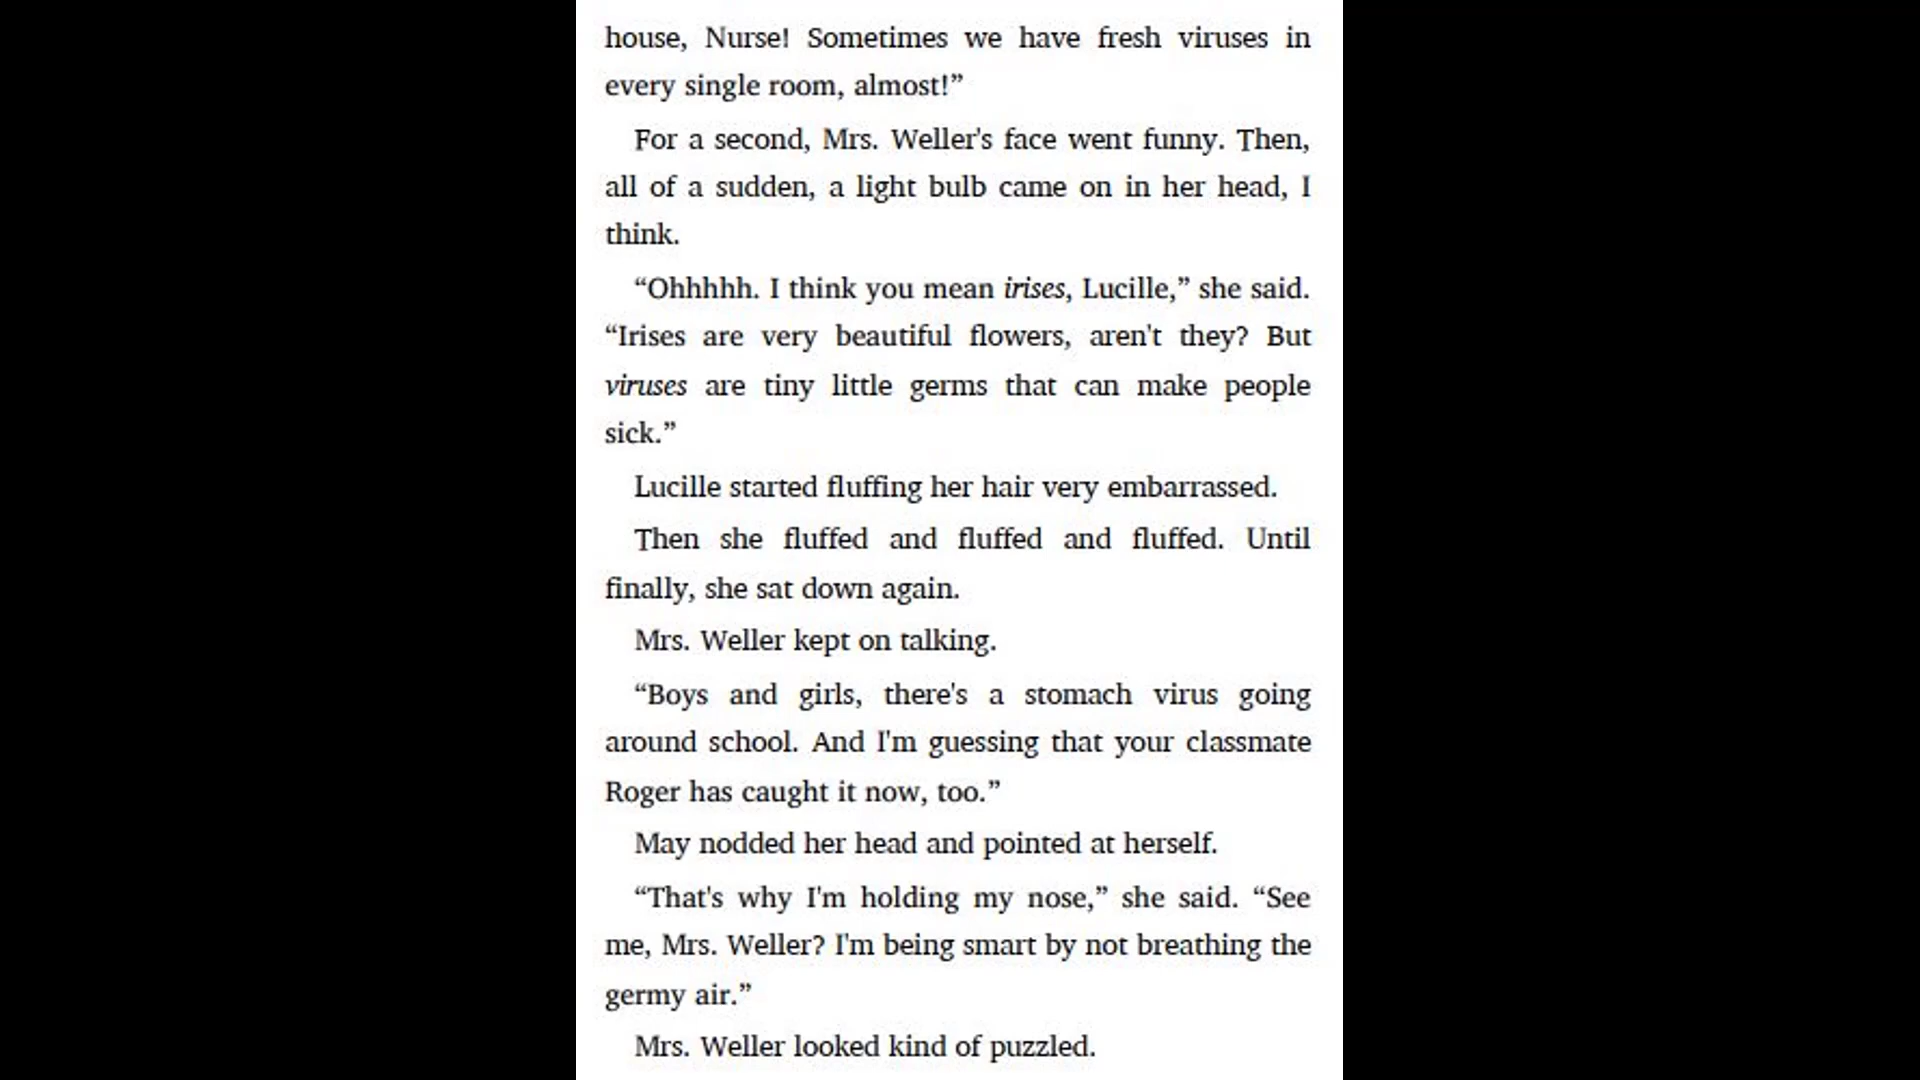 house, Nurse! Sometimes we have fresh viruses in
every single room, almost!”
For a second, Mrs. Weller's face went funny. Then,
all of a sudden, a light bulb came on in her head, I
think.
“Ohhhhh. I think you mean irises, Lucille,” she said.
“Irises are very beautiful flowers, aren't they? But
viruses are tiny little germs that can make people
sick.”
Lucille started fluffing her hair very embarrassed.
Then she fluffed and fluffed and fluffed. Until
finally, she sat down again.
Mrs. Weller kept on talking.
“Boys and girls, there's a stomach virus going
around school. And I'm guessing that your classmate
Roger has caught it now, too.”
May nodded her head and pointed at herself.
“That's why I'm holding my nose,” she said. “See
me, Mrs. Weller? I'm being smart by not breathing the
germy air.”
Mrs. Weller looked kind of puzzled.